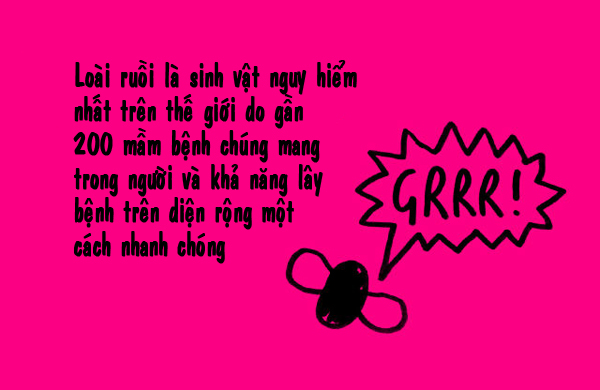 Loài ruồi là sinh vật nguy hiểm
nhất trên thế giới do gần
200 mầm bệnh chúng mang
trong người và khả năng lây
bệnh trên diện rộng một
cách nhanh chóng
GRRR!